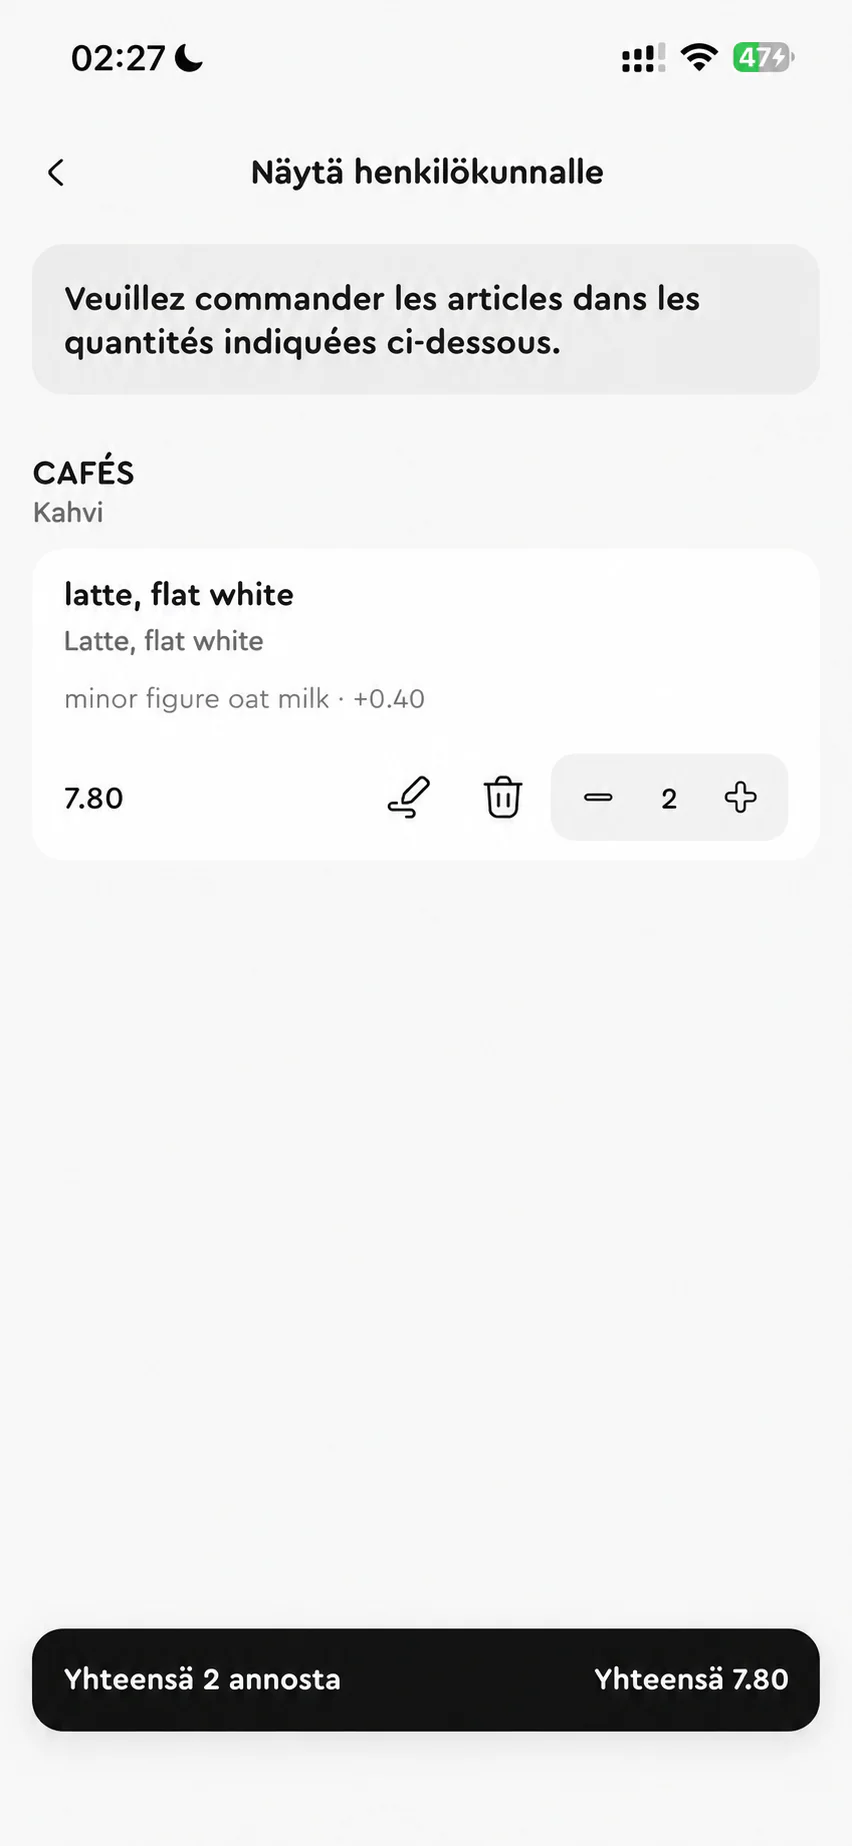 02:27
47
Näytä henkilökunnalle
Veuillez commander les articles dans les
quantités indiquées ci-dessous.
CAFÉS
Kahvi
latte, flat white
Latte, flat white
minor figure oat milk · +0.40
7.80
2
Yhteensä 2 annosta
Yhteensä 7.80